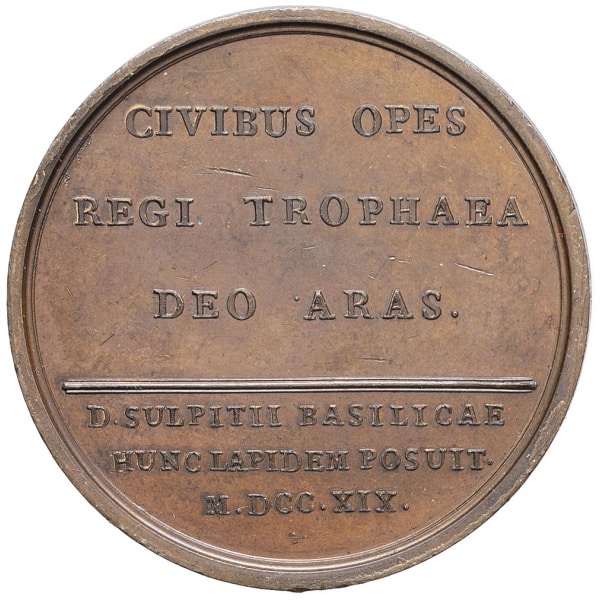 CIVIBUS OPES
REGI TROPHAEA
DEO ARAS.
D. SULPITII BASILICAE
HUNC LAPIDEM POSUIT.
M.DCC.XIX.